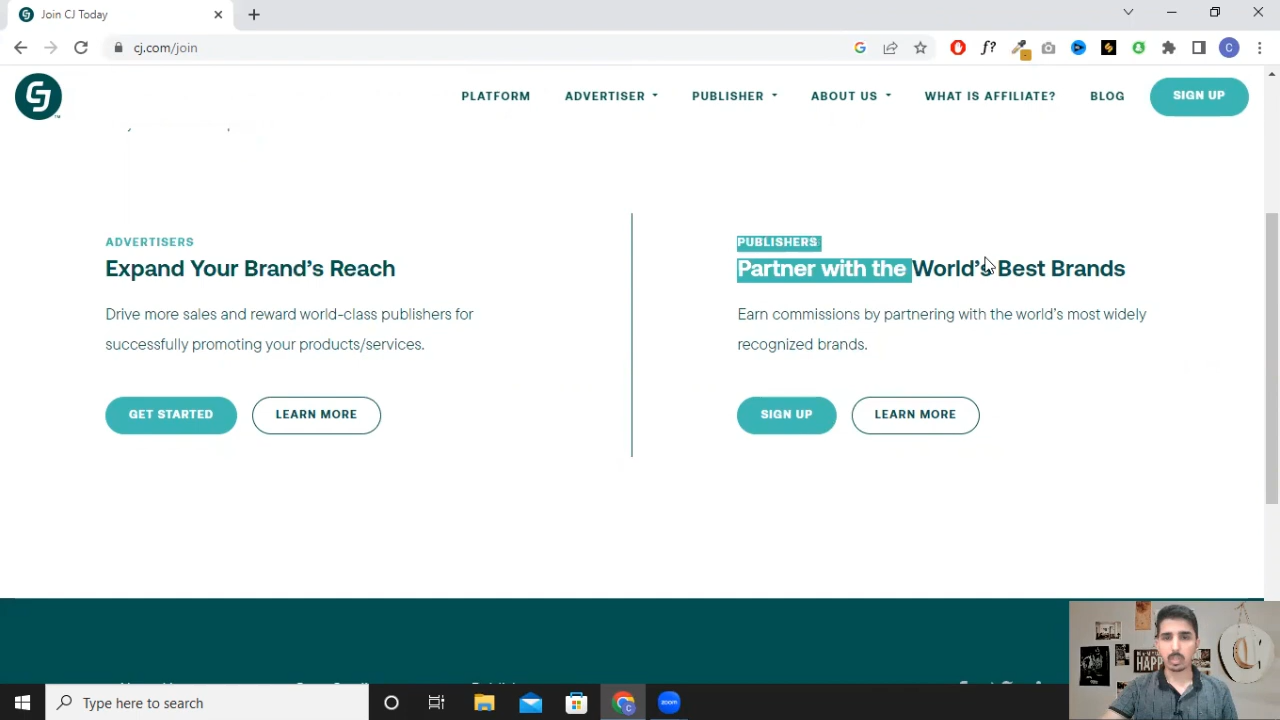 Join CJ Today
cj.com/join
C
CJ
PLATFORM
ADVERTISER
PUBLISHER
ABOUT US
WHAT IS AFFILIATE?
BLOG
SIGN UP
ADVERTISERS
Expand Your Brand's Reach
Drive more sales and reward world-class publishers for
successfully promoting your products/services.
GET STARTED
LEARN MORE
PUBLISHERS
Partner with the World's Best Brands
Earn commissions by partnering with the world's most widely
recognized brands.
SIGN UP
LEARN MORE
Type here to search
zoom